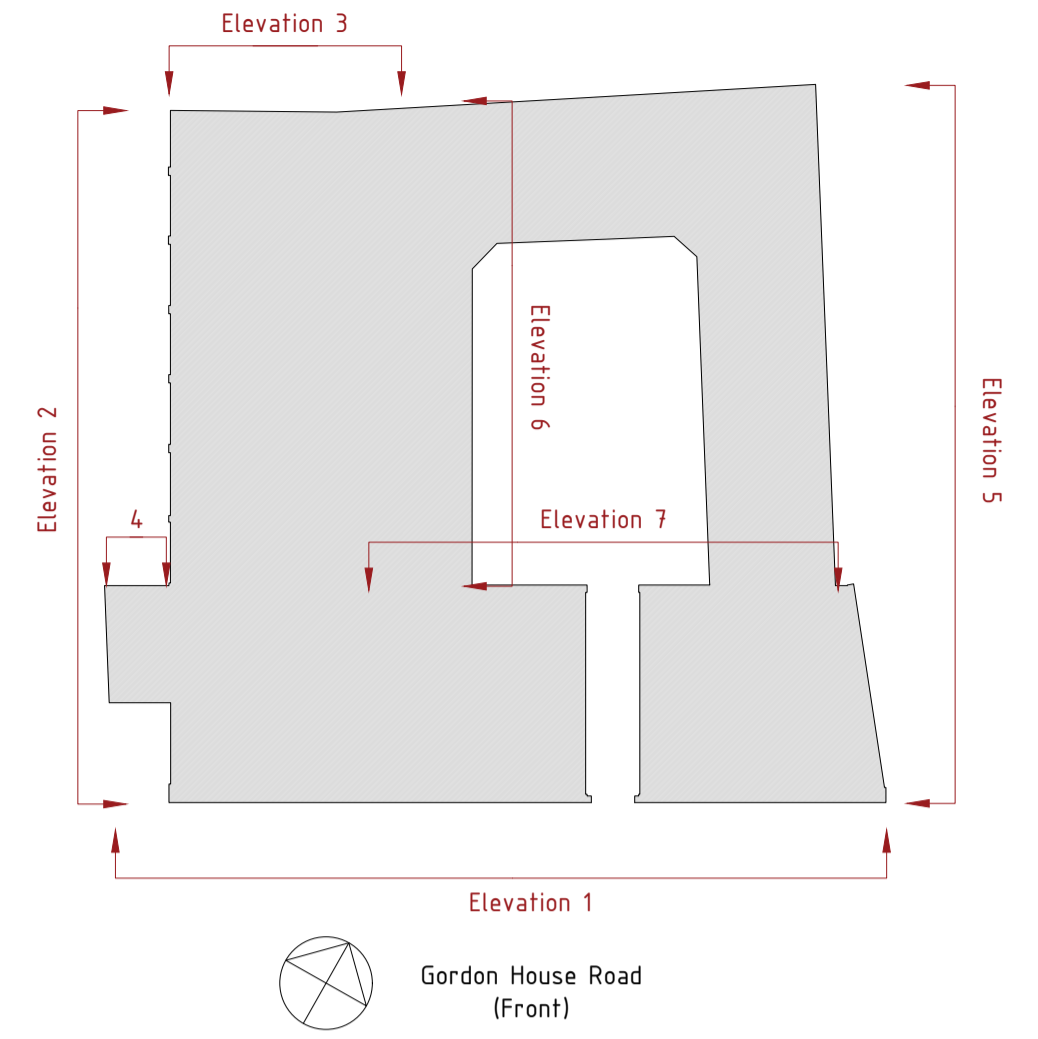 Elevation 3
Elevation 6
Elevation 5
Elevation 2
4
Elevation 7
Elevation 1
Gordon House Road
(Front)